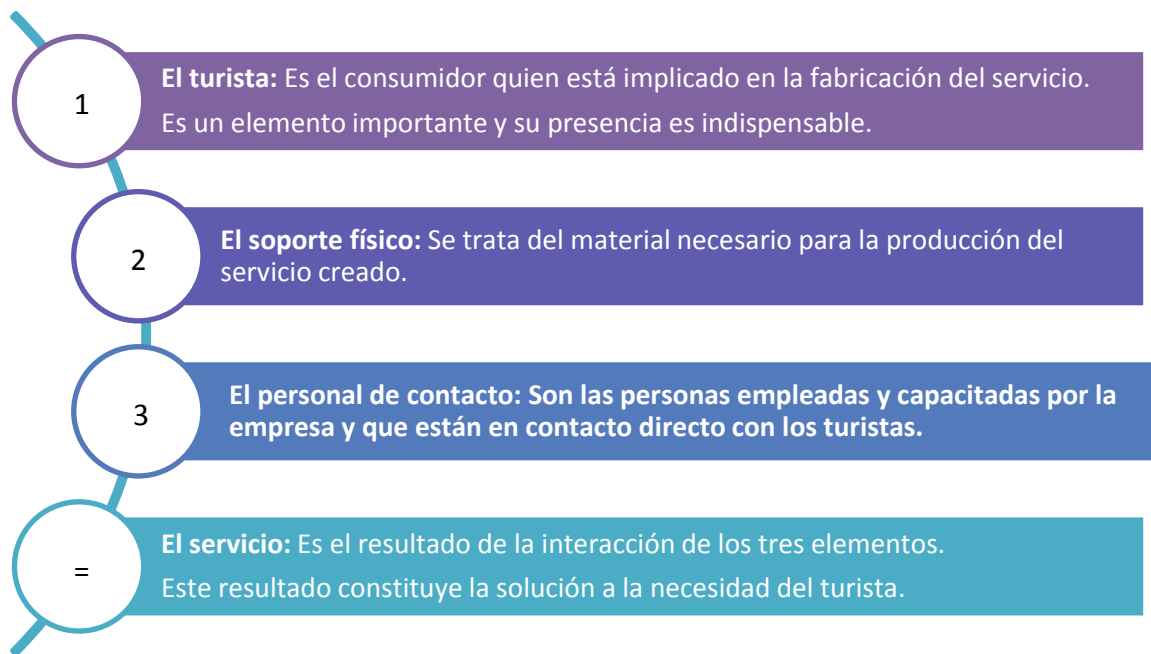 1
El turista: Es el consumidor quien está implicado en la fabricación del servicio.
Es un elemento importante y su presencia es indispensable.
2
El soporte físico: Se trata del material necesario para la producción del
servicio creado.
3
El personal de contacto: Son las personas empleadas y capacitadas por la
empresa y que están en contacto directo con los turistas.
=
El servicio: Es el resultado de la interacción de los tres elementos.
Este resultado constituye la solución a la necesidad del turista.